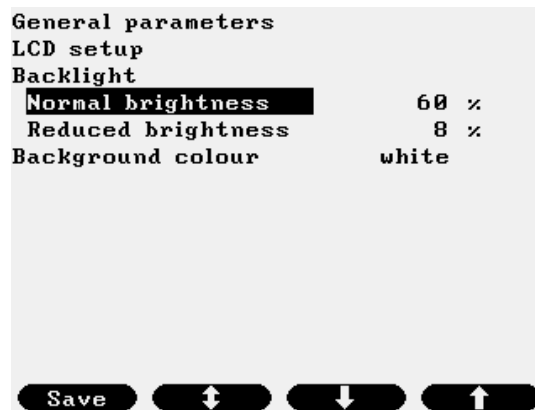 General parameters
LCD setup
Backlight
Normal brightness 60 %
Reduced brightness 8 %
Background colour white
Save